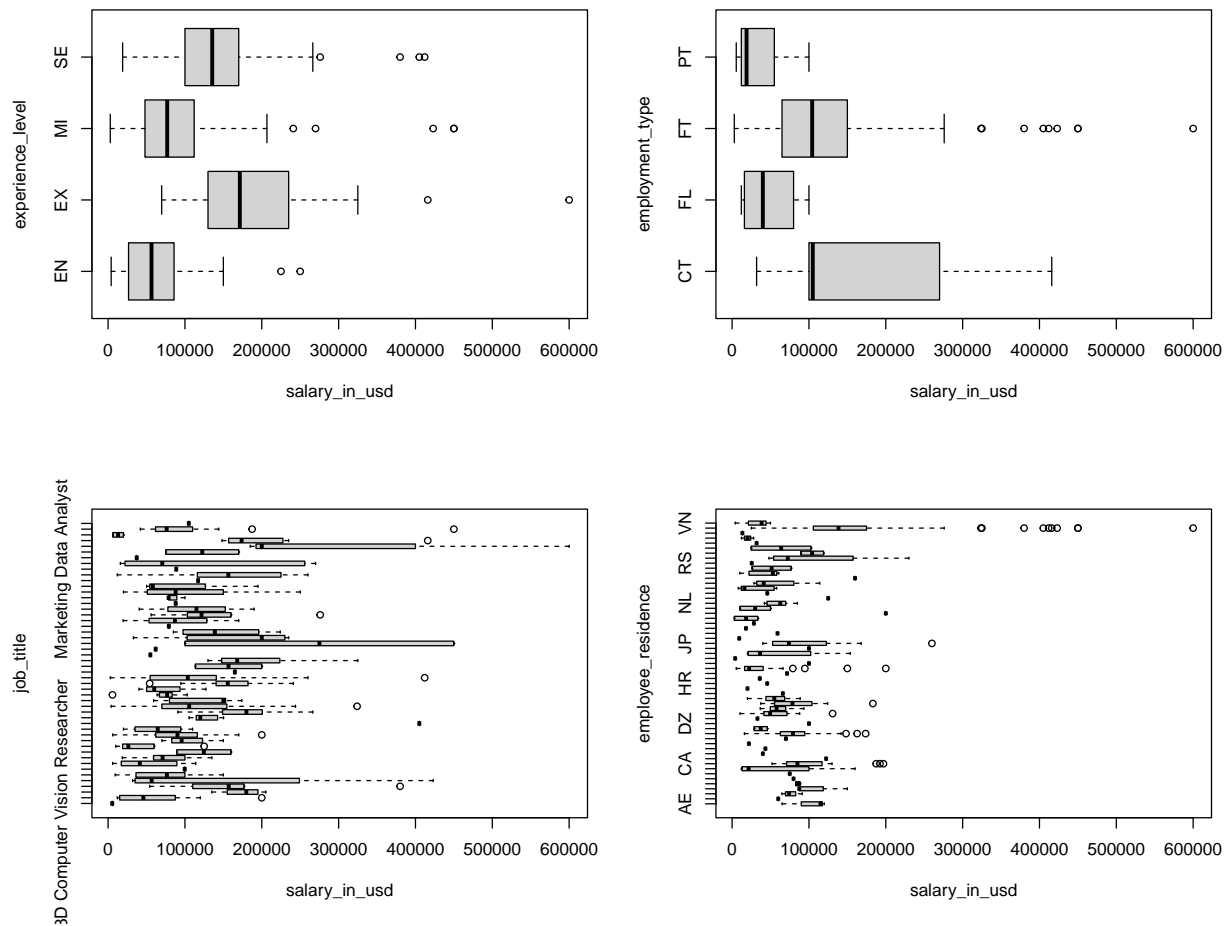 SE
MI
EX
EN
experience_level
0 100000 200000 300000 400000 500000 600000
salary_in_usd
PT
FT
FL
CT
employment_type
0 100000 200000 300000 400000 500000 600000
salary_in_usd
Marketing Data Analyst
3D Computer Vision Researcher
job_title
0 100000 200000 300000 400000 500000 600000
salary_in_usd
VN
RS
NL
JP
HR
DZ
CA
AE
employee_residence
0 100000 200000 300000 400000 500000 600000
salary_in_usd